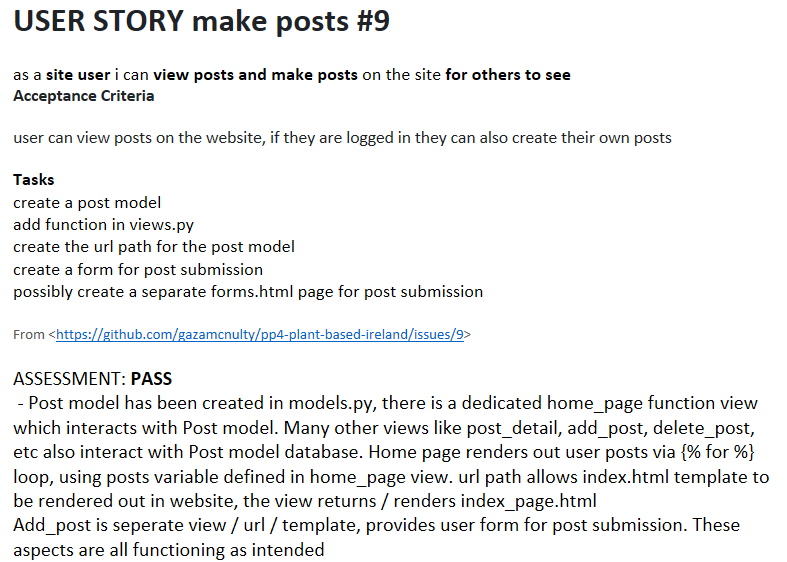 USER STORY make posts #9
as a site user i can view posts and make posts on the site for others to see
Acceptance Criteria
user can view posts on the website, if they are logged in they can also create their own posts
Tasks
create a post model
add function in views.py
create the url path for the post model
create a form for post submission
possibly create a separate forms.html page for post submission
From <https://github.com/gazamcnulty/pp4-plant-based-ireland/issues/9>
ASSESSMENT: PASS
- Post model has been created in models.py, there is a dedicated home_page function view
which interacts with Post model. Many other views like post_detail, add_post, delete_post,
etc also interact with Post model database. Home page renders out user posts via {% for %}
loop, using posts variable defined in home_page view. url path allows index.html template to
be rendered out in website, the view returns / renders index_page.html
Add_post is seperate view / url / template, provides user form for post submission. These
aspects are all functioning as intended